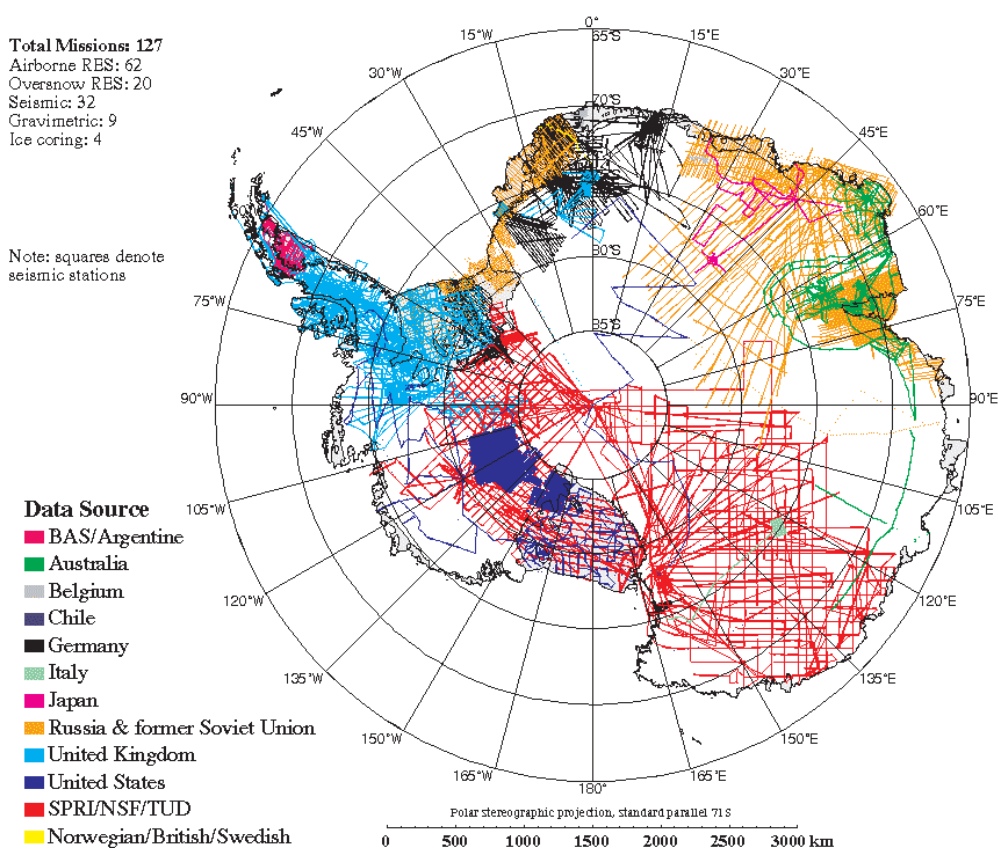 Total Missions: 127
Airborne RES: 62
Oversnow RES: 20
Seismic: 32
Gravimetric: 9
Ice coring: 4
Note: squares denote
seismic stations
0°
65°S
15°W
15°E
30°W
30°E
70°S
45°W
45°E
60°E
80°S
75°W
75°E
85°S
90°W
90°E
105°W
105°E
120°W
120°E
135°W
135°E
150°W
150°E
165°W
165°E
180°
Data Source
BAS/Argentine
Australia
Belgium
Chile
Germany
Italy
Japan
Russia & former Soviet Union
United Kingdom
United States
SPRI/NSF/TUD
Norwegian/British/Swedish
Polar stereographic projection, standard parallel 71S
0 500 1000 1500 2000 2500 3000 km